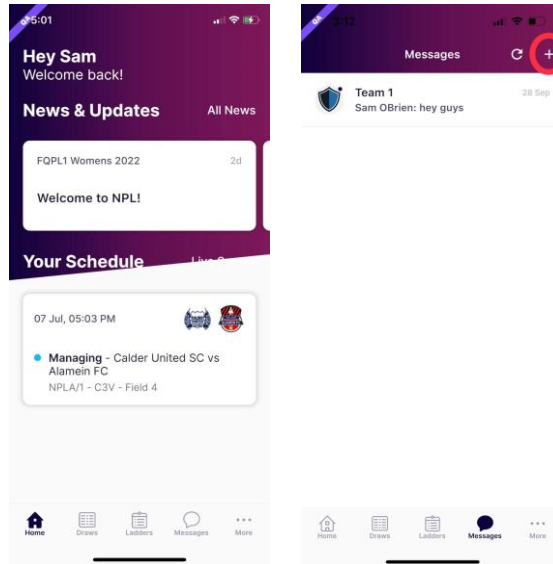 5:01
Hey Sam
Welcome back!
News & Updates All News
FQPL1 Womens 2022 2d
Welcome to NPL!
Your Schedule
07 Jul, 05:03 PM
Managing - Calder United SC vs
Alamein FC
NPLA/1 - C3V - Field 4
Home Draws Ladders Messages More
3:12
Messages
Team 1 28 Sep
Sam OBrien: hey guys
Home Draws Ladders Messages More